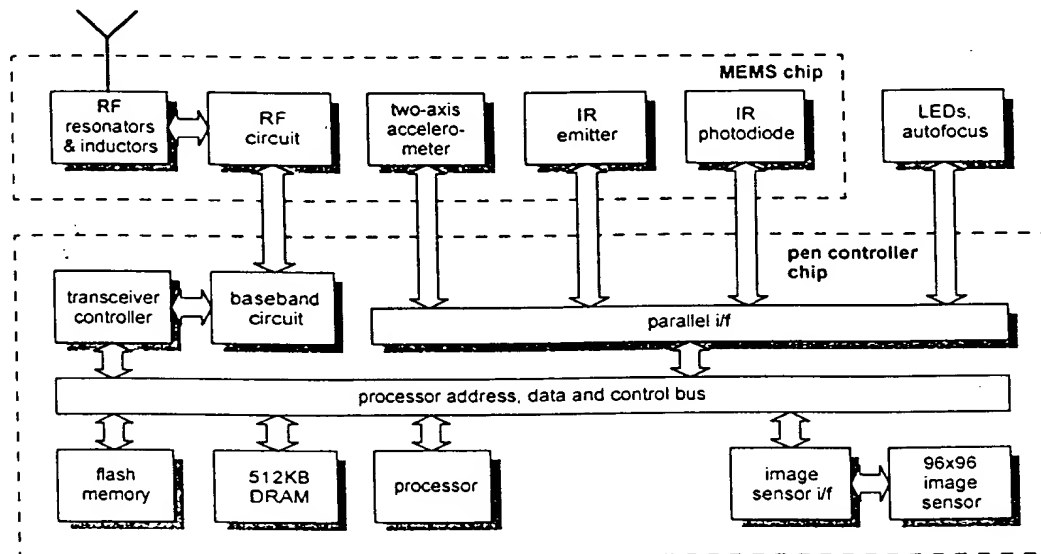 MEMS chip
RF
resonators
& inductors
RF
circuit
two-axis
accelero-
meter
IR
emitter
IR
photodiode
LEDs,
autofocus
pen controller
chip
transceiver
controller
baseband
circuit
parallel i/f
processor address, data and control bus
flash
memory
512KB
DRAM
processor
image
sensor i/f
96x96
image
sensor